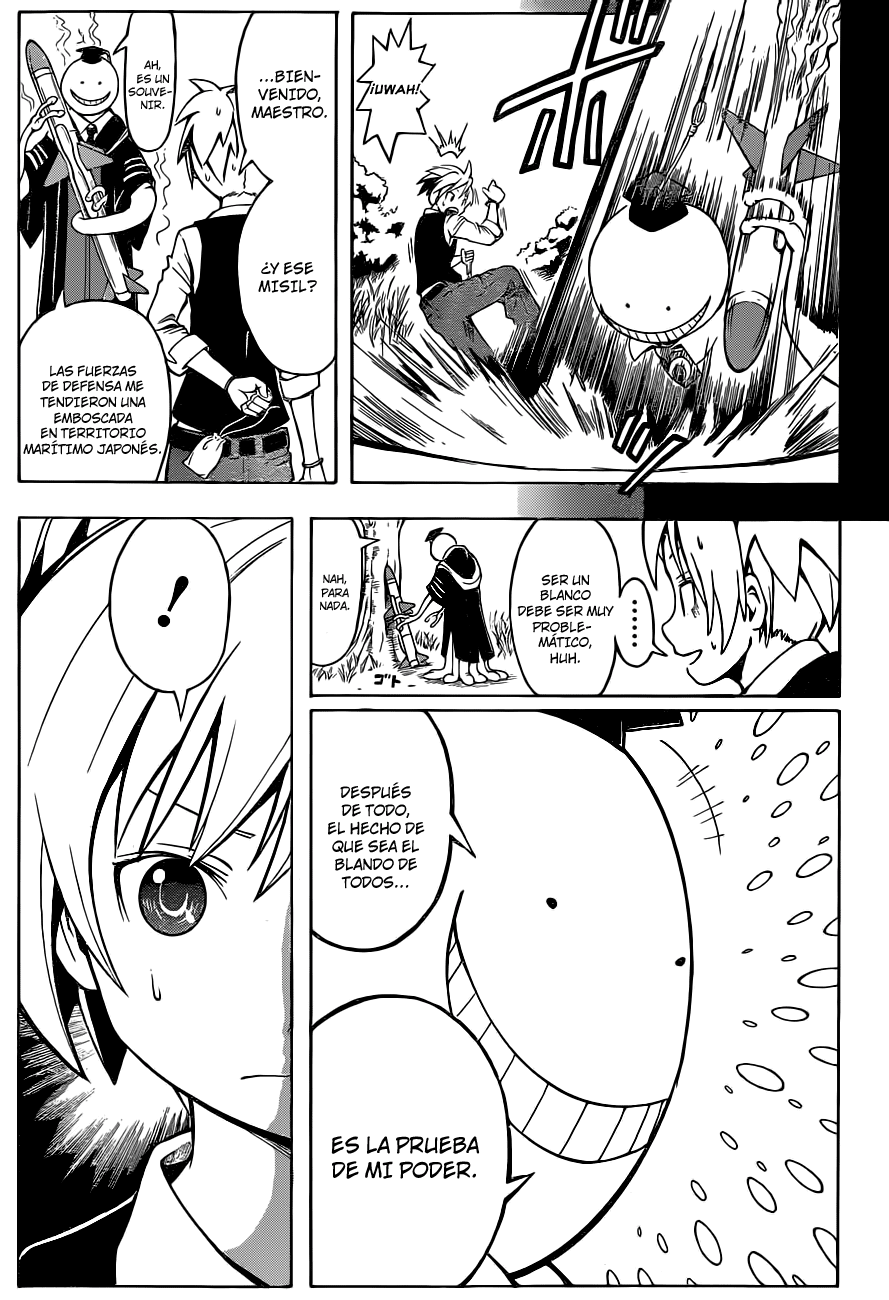 ¡UWAH!
...BIEN-
VENIDO,
MAESTRO.
¿Y ESE
MISIL?
AH,
ES UN
SOUVE-
NIR.
LAS FUERZAS
DE DEFENSA ME
TENDIERON UNA
EMBOSCADA
EN TERRITORIO
MARÍTIMO JAPONÉS.
......
SER UN
BLANCO
DEBE SER MUY
PROBLE-
MÁTICO,
HUH.
NAH,
PARA
NADA.
ゴト
DESPUÉS
DE TODO,
EL HECHO DE
QUE SEA EL
BLANDO DE
TODOS...
ES LA PRUEBA
DE MI PODER.
!